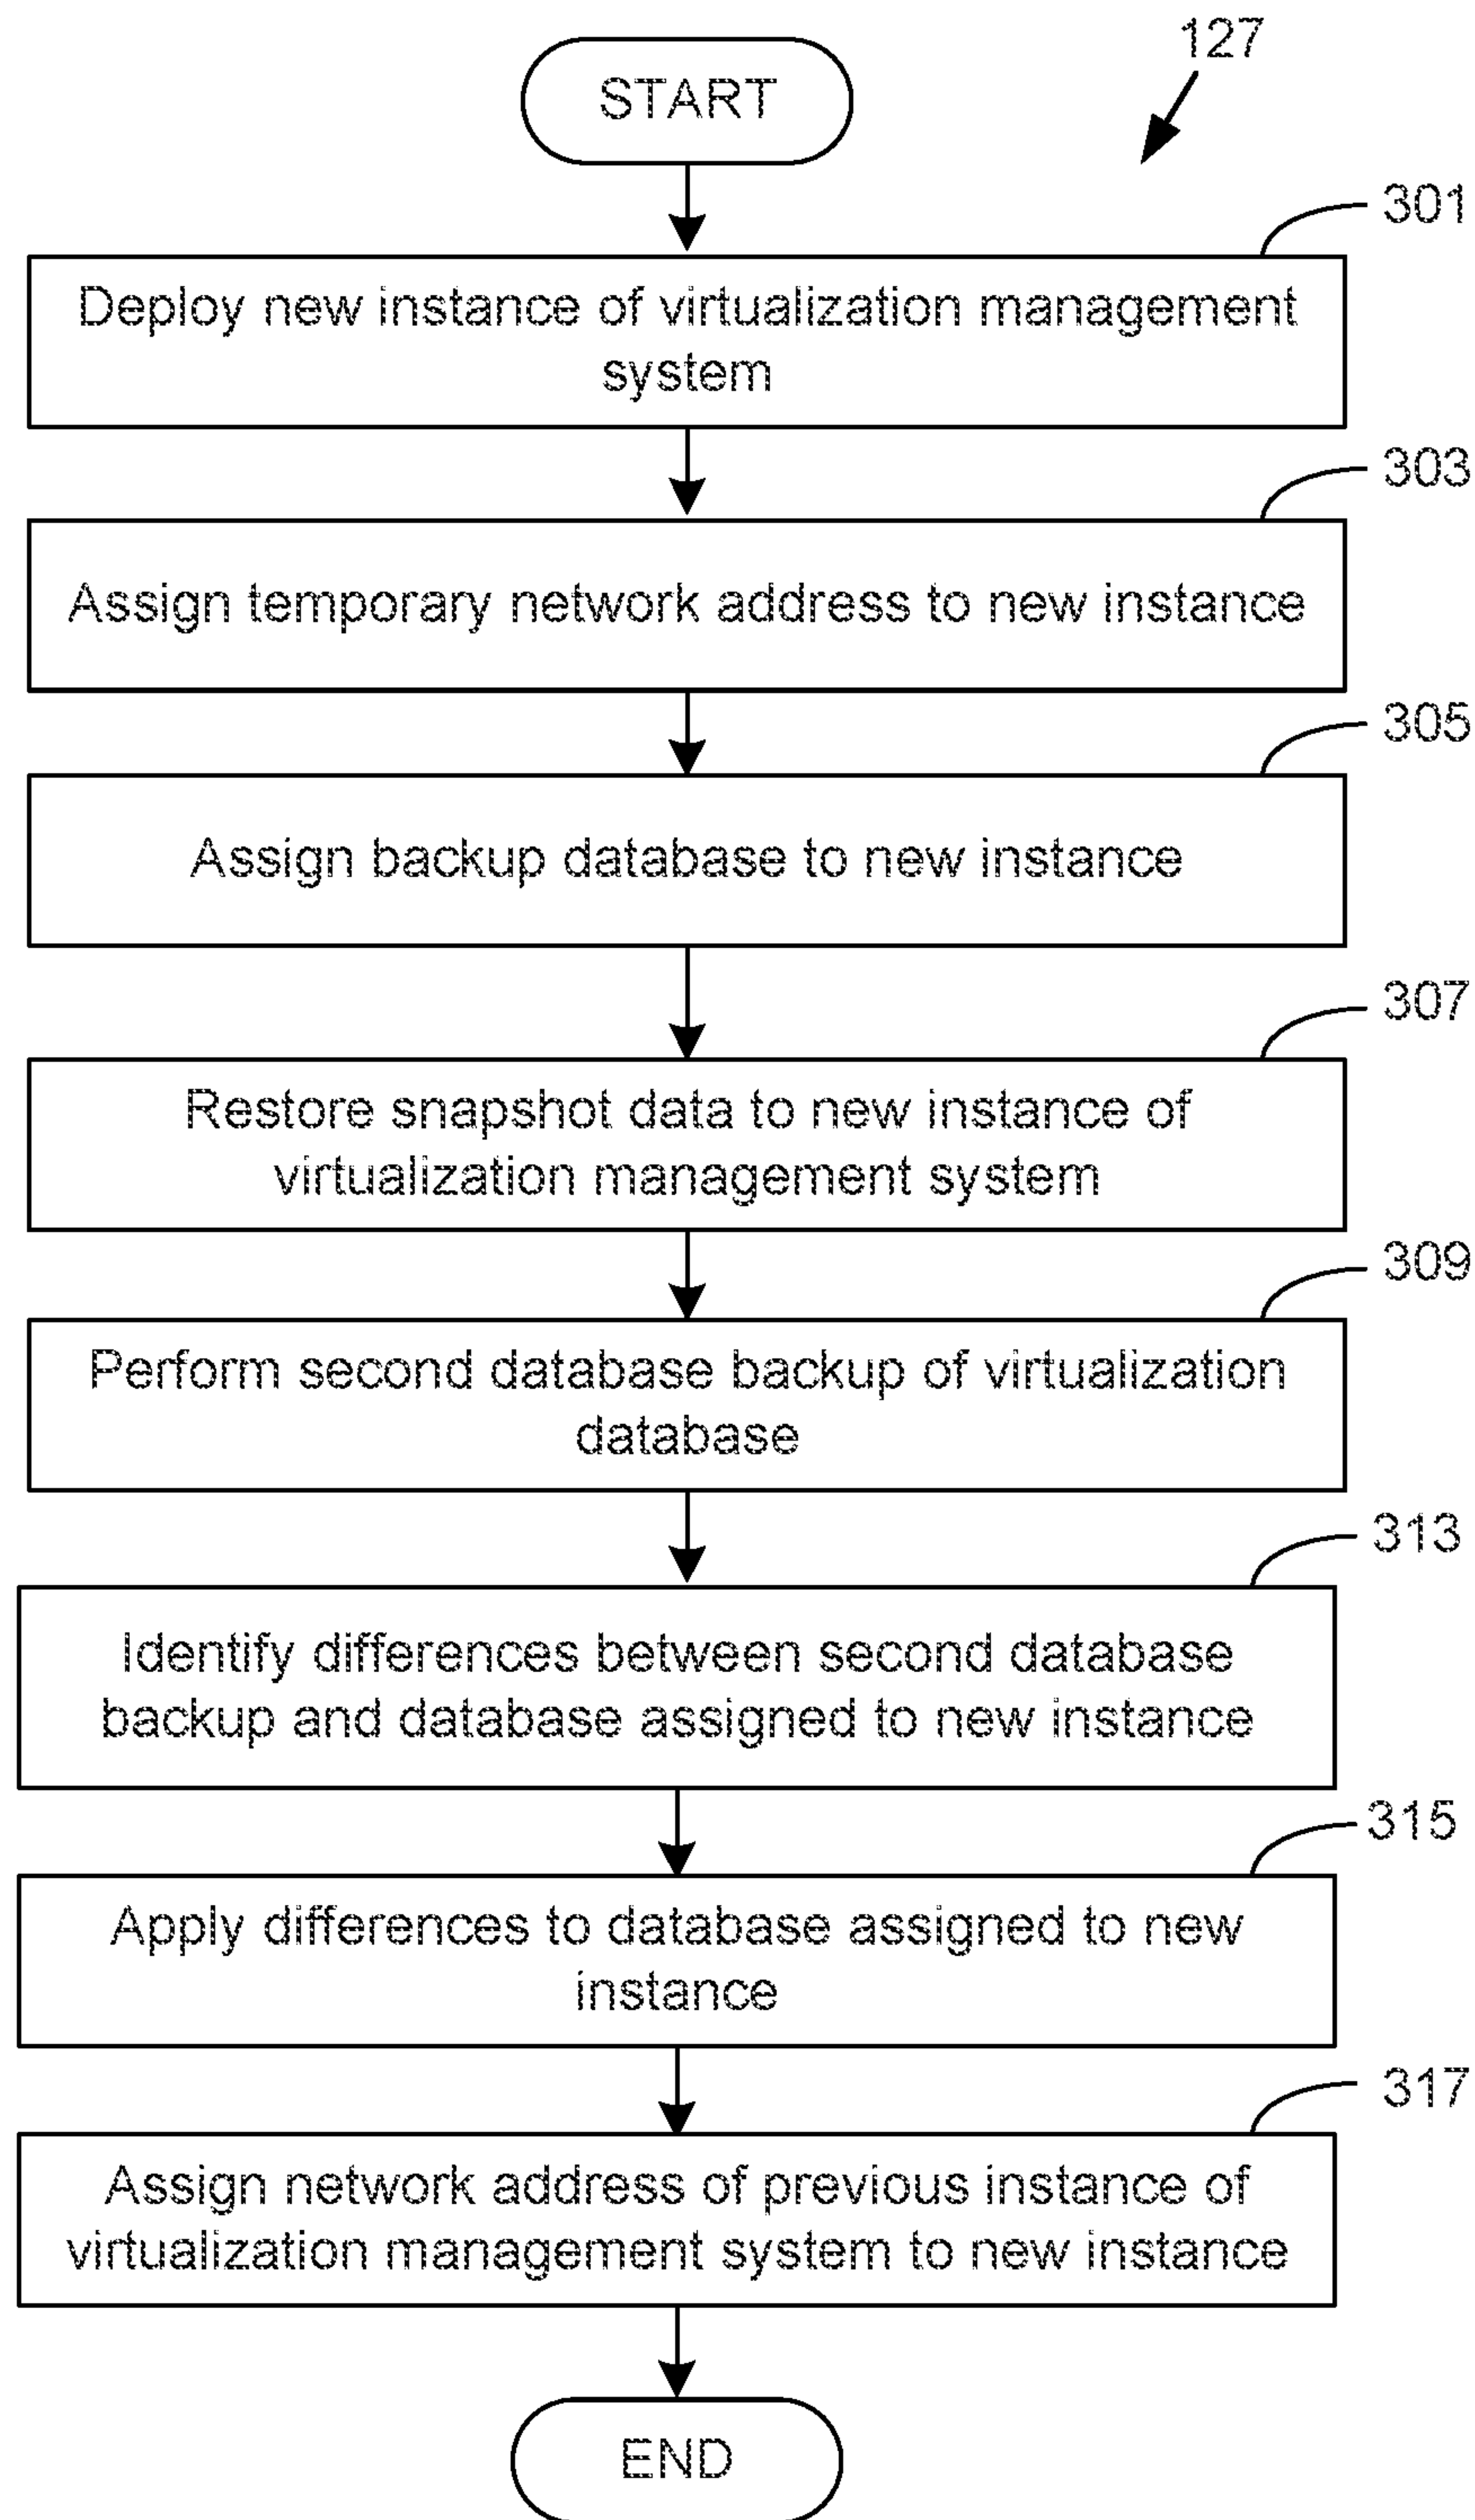 127
START
301
Deploy new instance of virtualization management
system
303
Assign temporary network address to new instance
305
Assign backup database to new instance
307
Restore snapshot data to new instance of
virtualization management system
309
Perform second database backup of virtualization
database
313
Identify differences between second database
backup and database assigned to new instance
315
Apply differences to database assigned to new
instance
317
Assign network address of previous instance of
virtualization management system to new instance
END